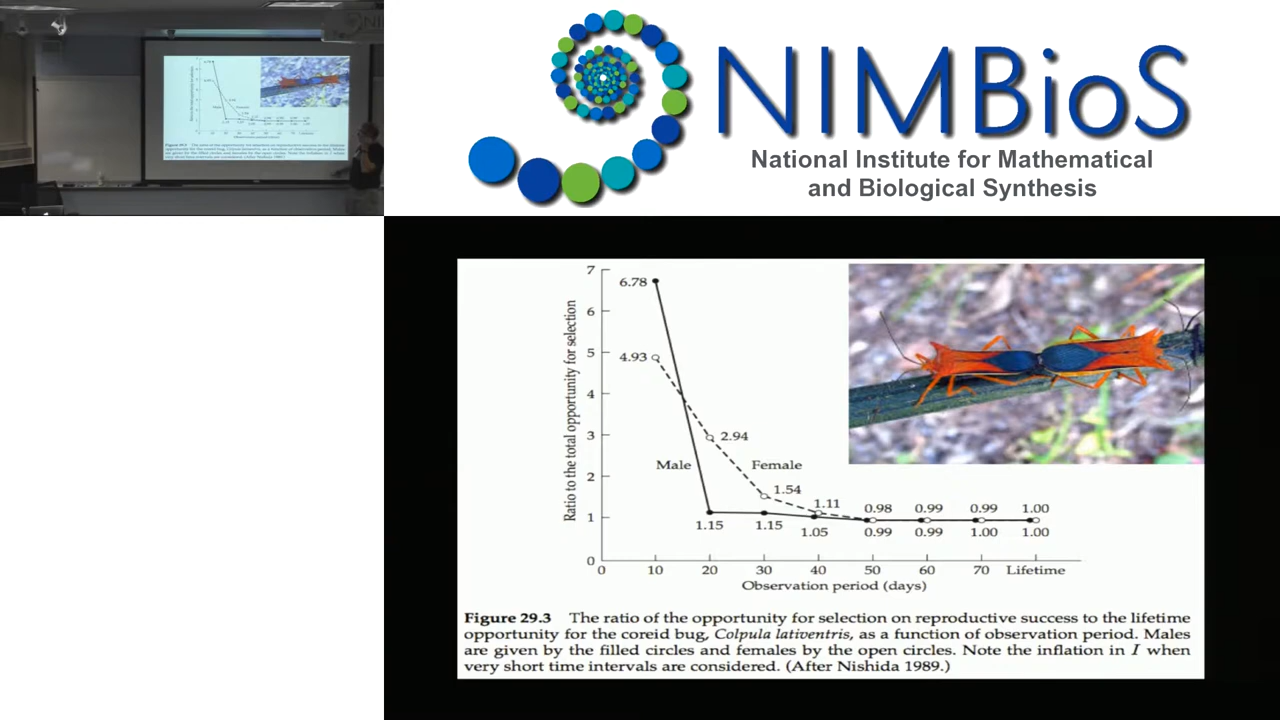 NIMBioS
National Institute for Mathematical
and Biological Synthesis
Ratio to the total opportunity for selection
7
6
5
4
3
2
1
0
6.78
4.93
2.94
Male
Female
1.54
1.11
0.98 0.99 0.99 1.00
1.15 1.15 1.05 0.99 0.99 1.00 1.00
0 10 20 30 40 50 60 70 Lifetime
Observation period (days)
Figure 29.3 The ratio of the opportunity for selection on reproductive success to the lifetime
opportunity for the coreid bug, Colpula lativentris, as a function of observation period. Males
are given by the filled circles and females by the open circles. Note the inflation in I when
very short time intervals are considered. (After Nishida 1989.)